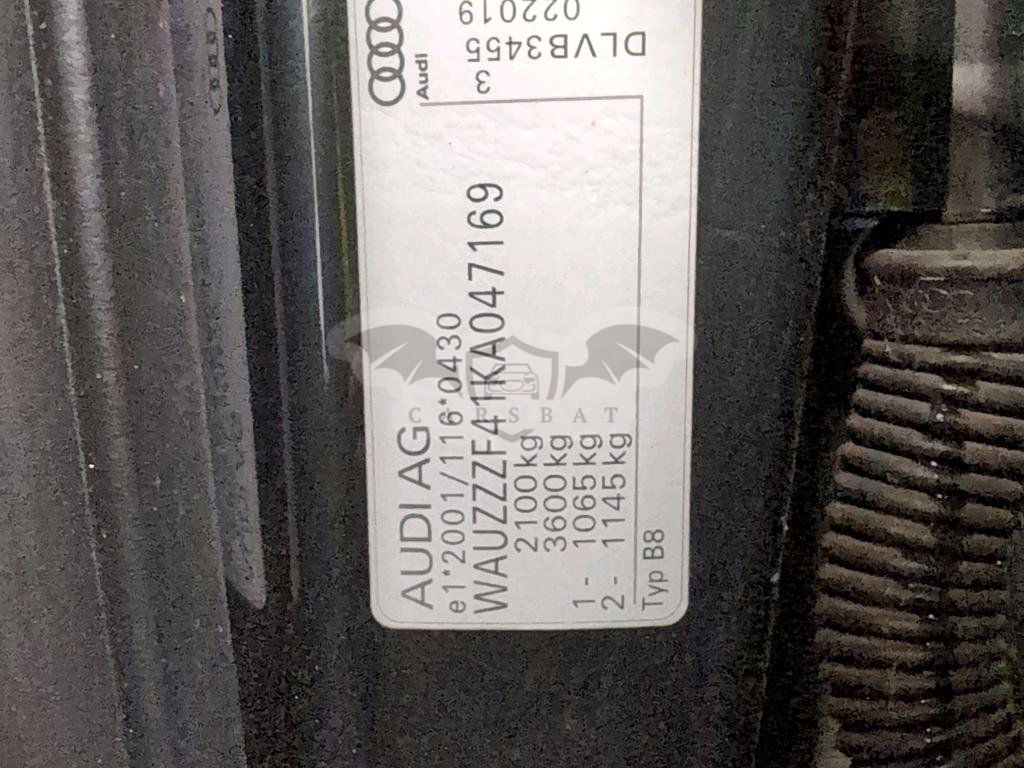 Audi
3
DLVB3455
022019
AUDI AG
e1*2001/116*0430
WAUZZZF41KA047169
2100kg
3600kg
1 - 1065kg
2 - 1145kg
Typ B8
CARSBAT